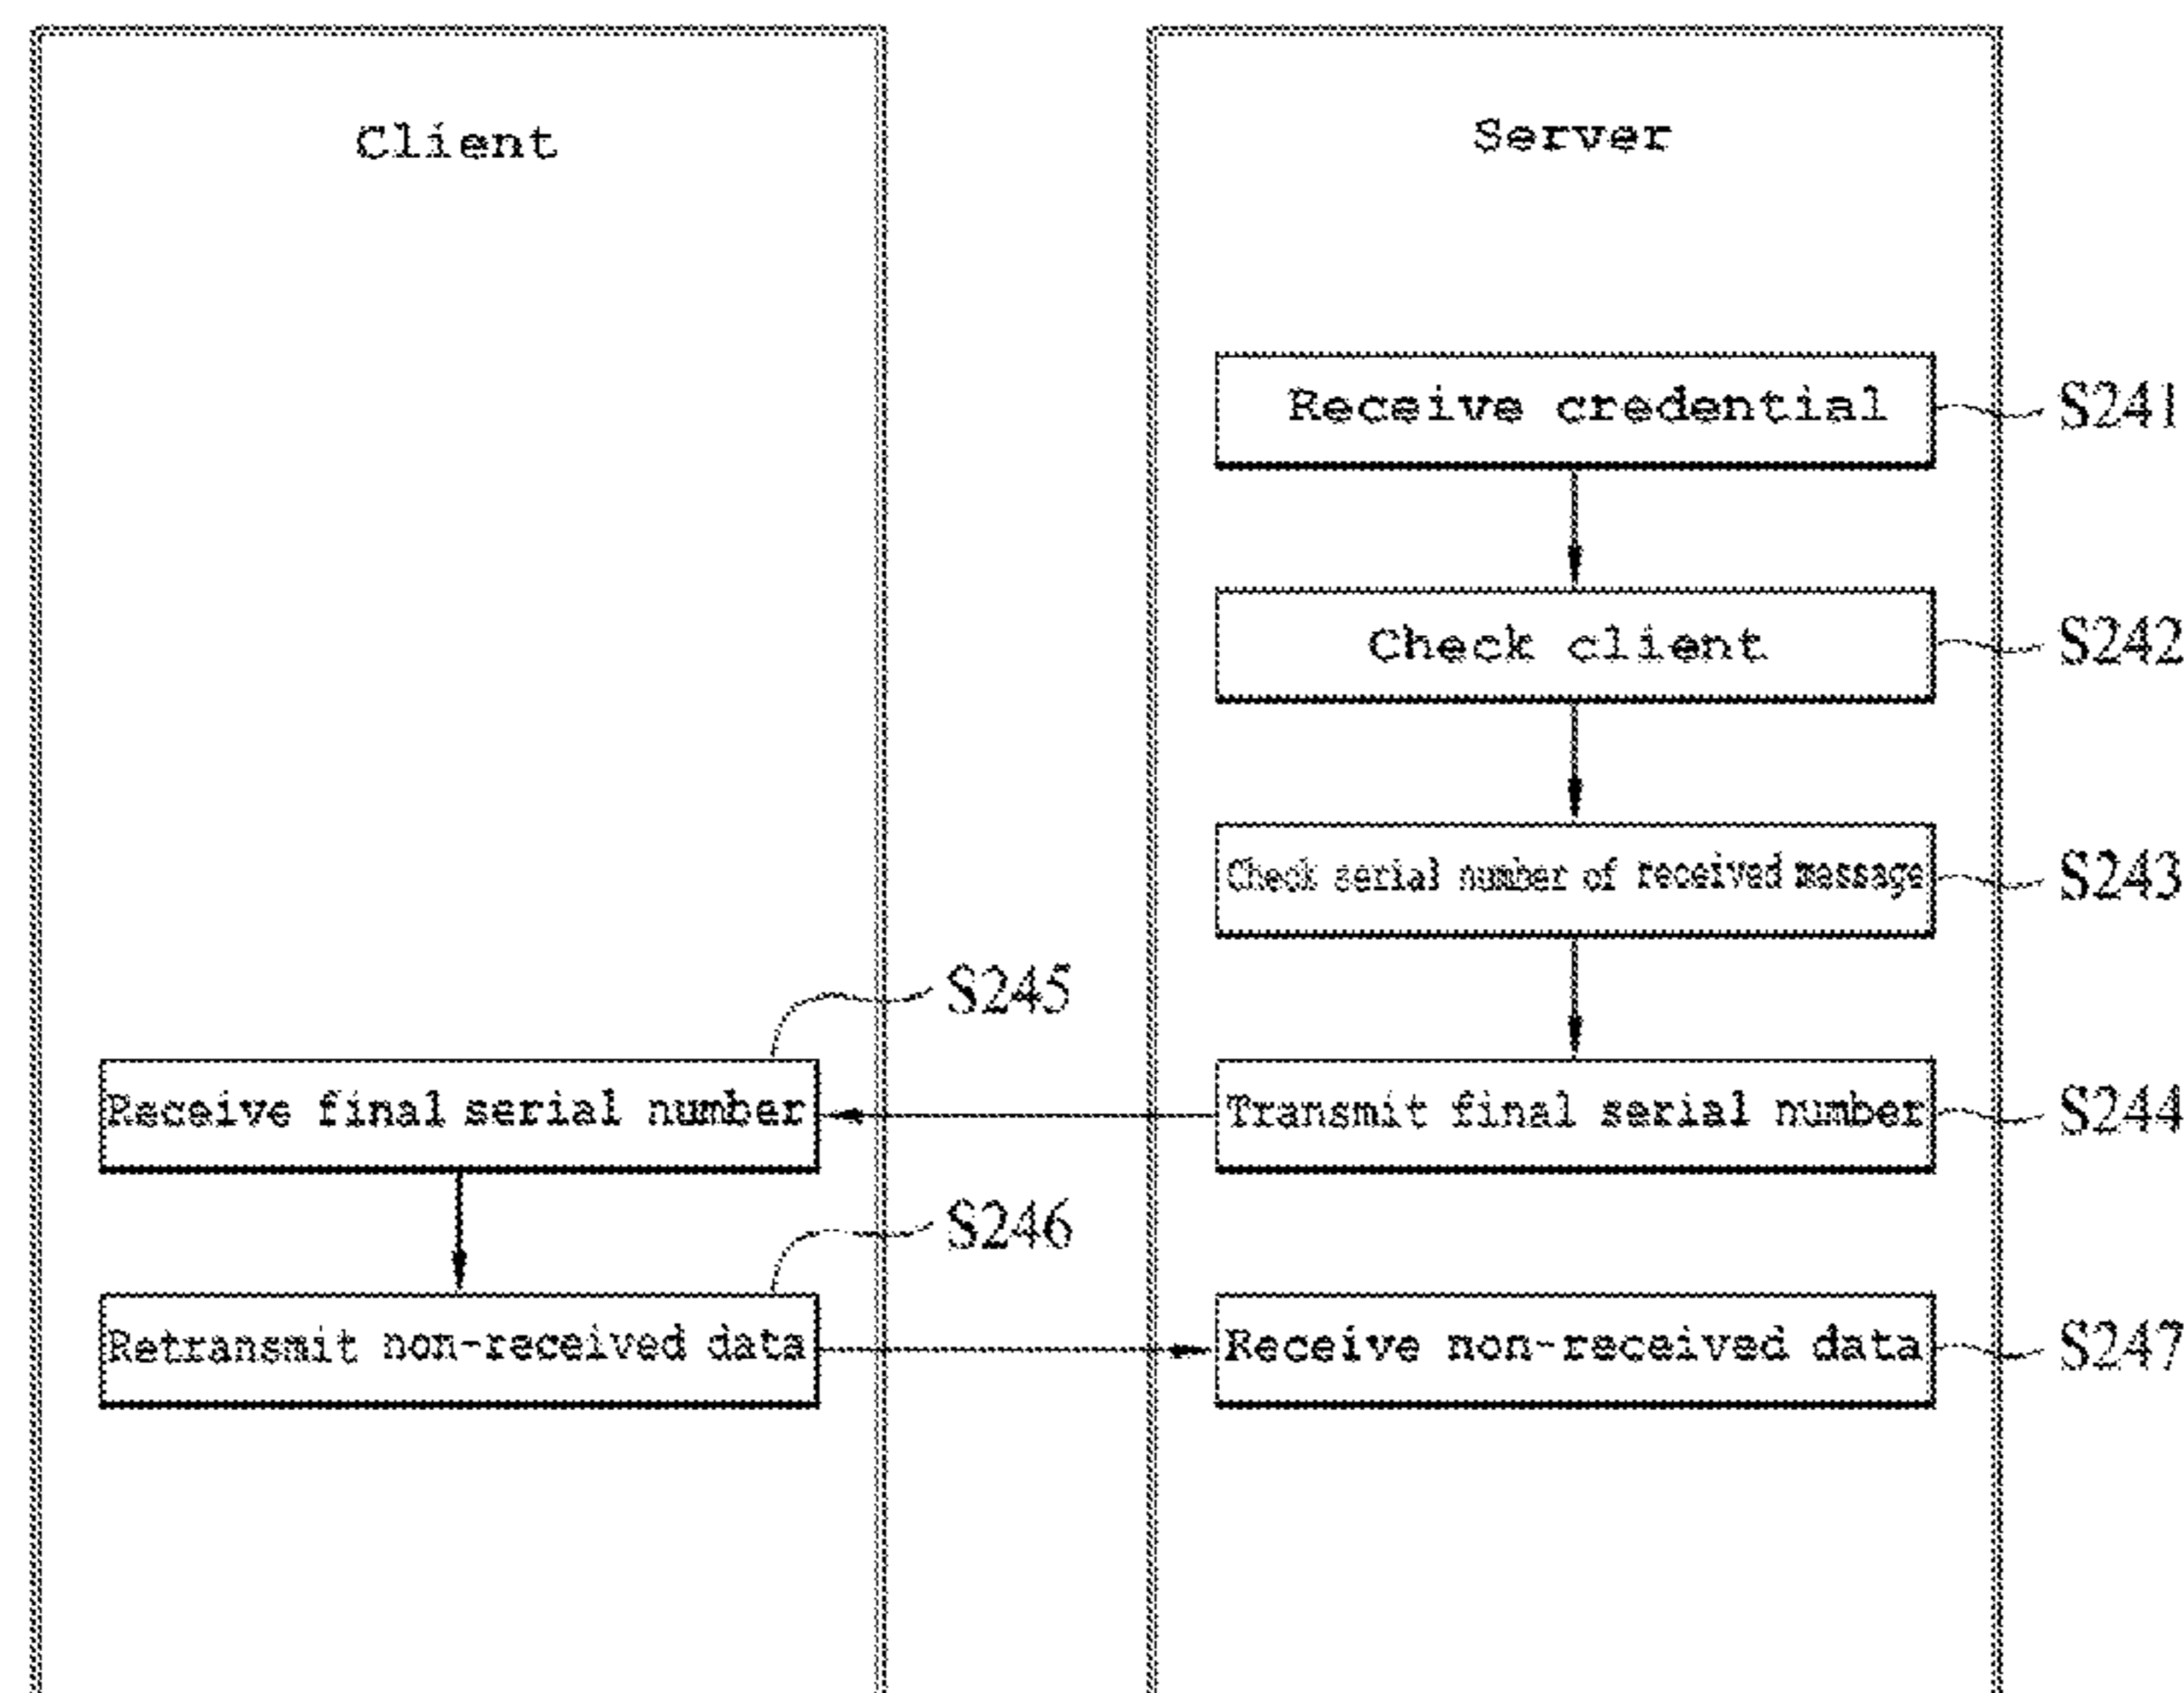 Client
Server
Receive credential
S241
Check client
S242
Check serial number of received message
S243
S245
Receive final serial number
Transmit final serial number
S244
S246
Retransmit non-received data
Receive non-received data
S247